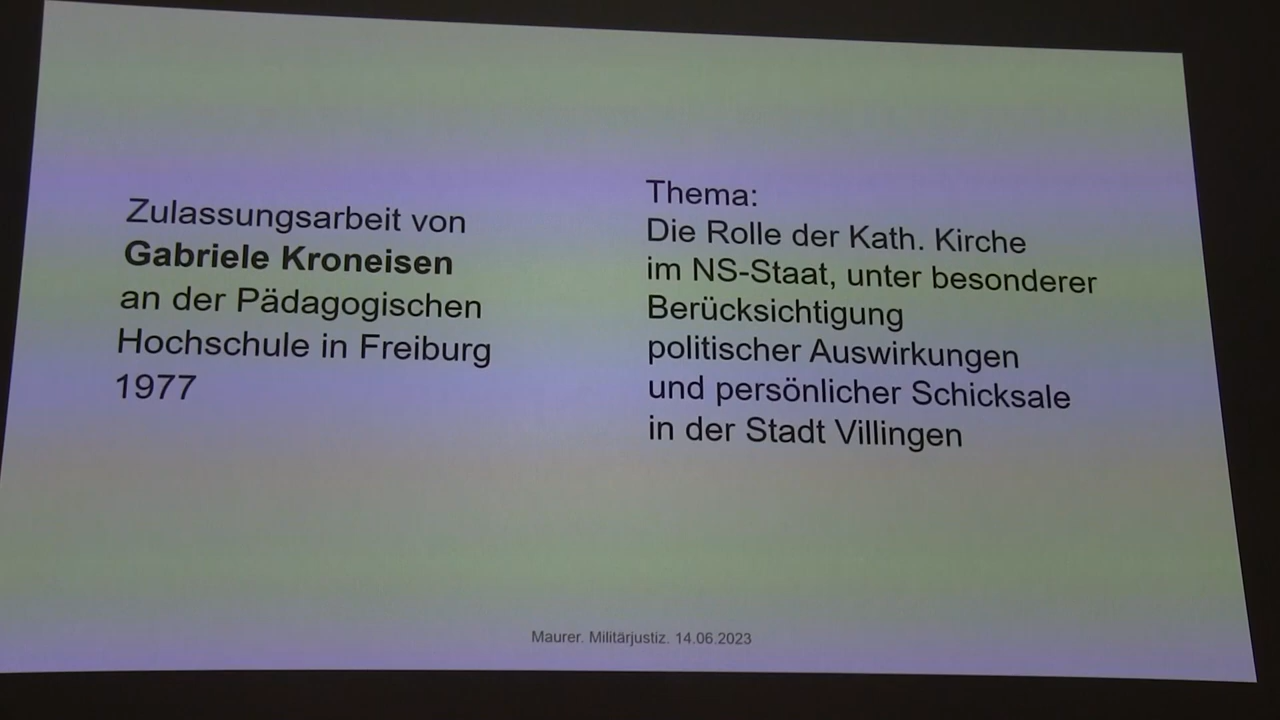 Zulassungsarbeit von
Gabriele Kroneisen
an der Pädagogischen
Hochschule in Freiburg
1977
Thema:
Die Rolle der Kath. Kirche
im NS-Staat, unter besonderer
Berücksichtigung
politischer Auswirkungen
und persönlicher Schicksale
in der Stadt Villingen
Maurer. Militärjustiz. 14.06.2023